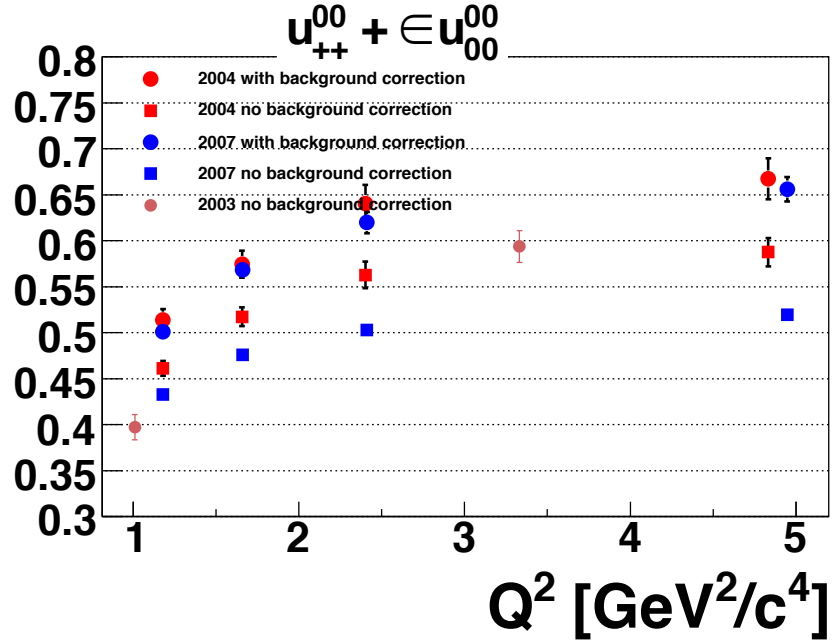 u⁰⁰₊₊ + ∈u⁰⁰₀₀
0.8
0.75
0.7
0.65
0.6
0.55
0.5
0.45
0.4
0.35
0.3
2004 with background correction
2004 no background correction
2007 with background correction
2007 no background correction
2003 no background correction
1 2 3 4 5
Q² [GeV²/c⁴]